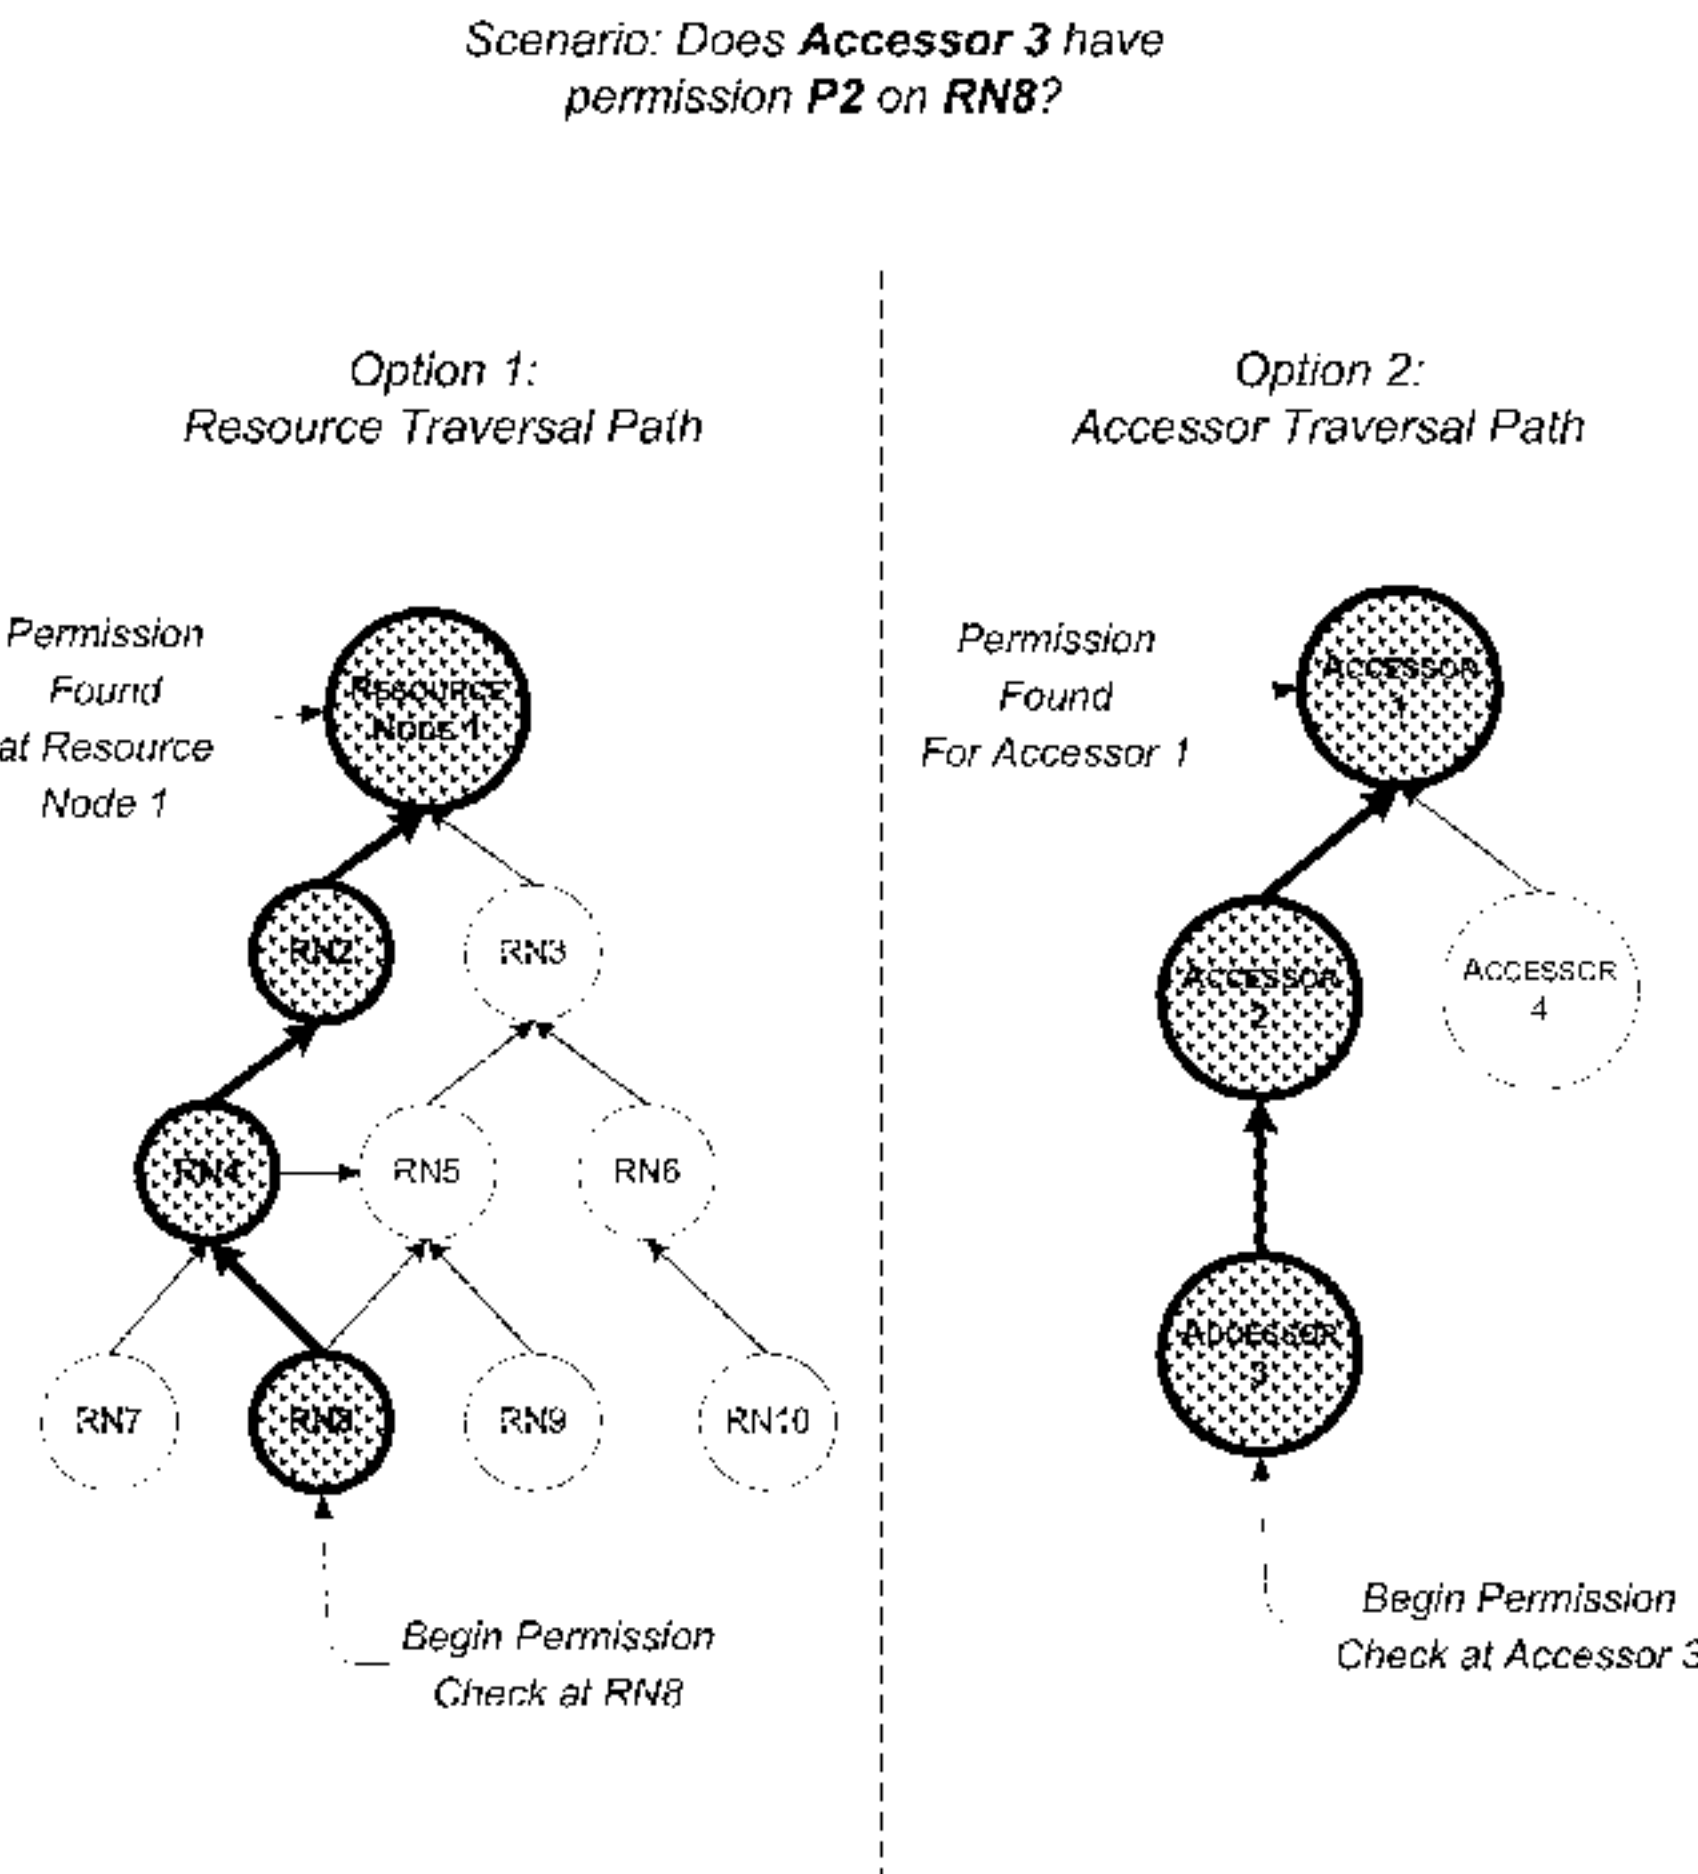 Scenario: Does Accessor 3 have
permission P2 on RN8?
Option 1:
Resource Traversal Path
Permission
Found
at Resource
Node 1
RESOURCE
NODE 1
RN2
RN3
RN4
RN5
RN6
RN7
RN8
RN9
RN10
Begin Permission
Check at RN8
Option 2:
Accessor Traversal Path
Permission
Found
For Accessor 1
ACCESSOR
1
ACCESSOR
2
ACCESSOR
4
ACCESSOR
3
Begin Permission
Check at Accessor 3